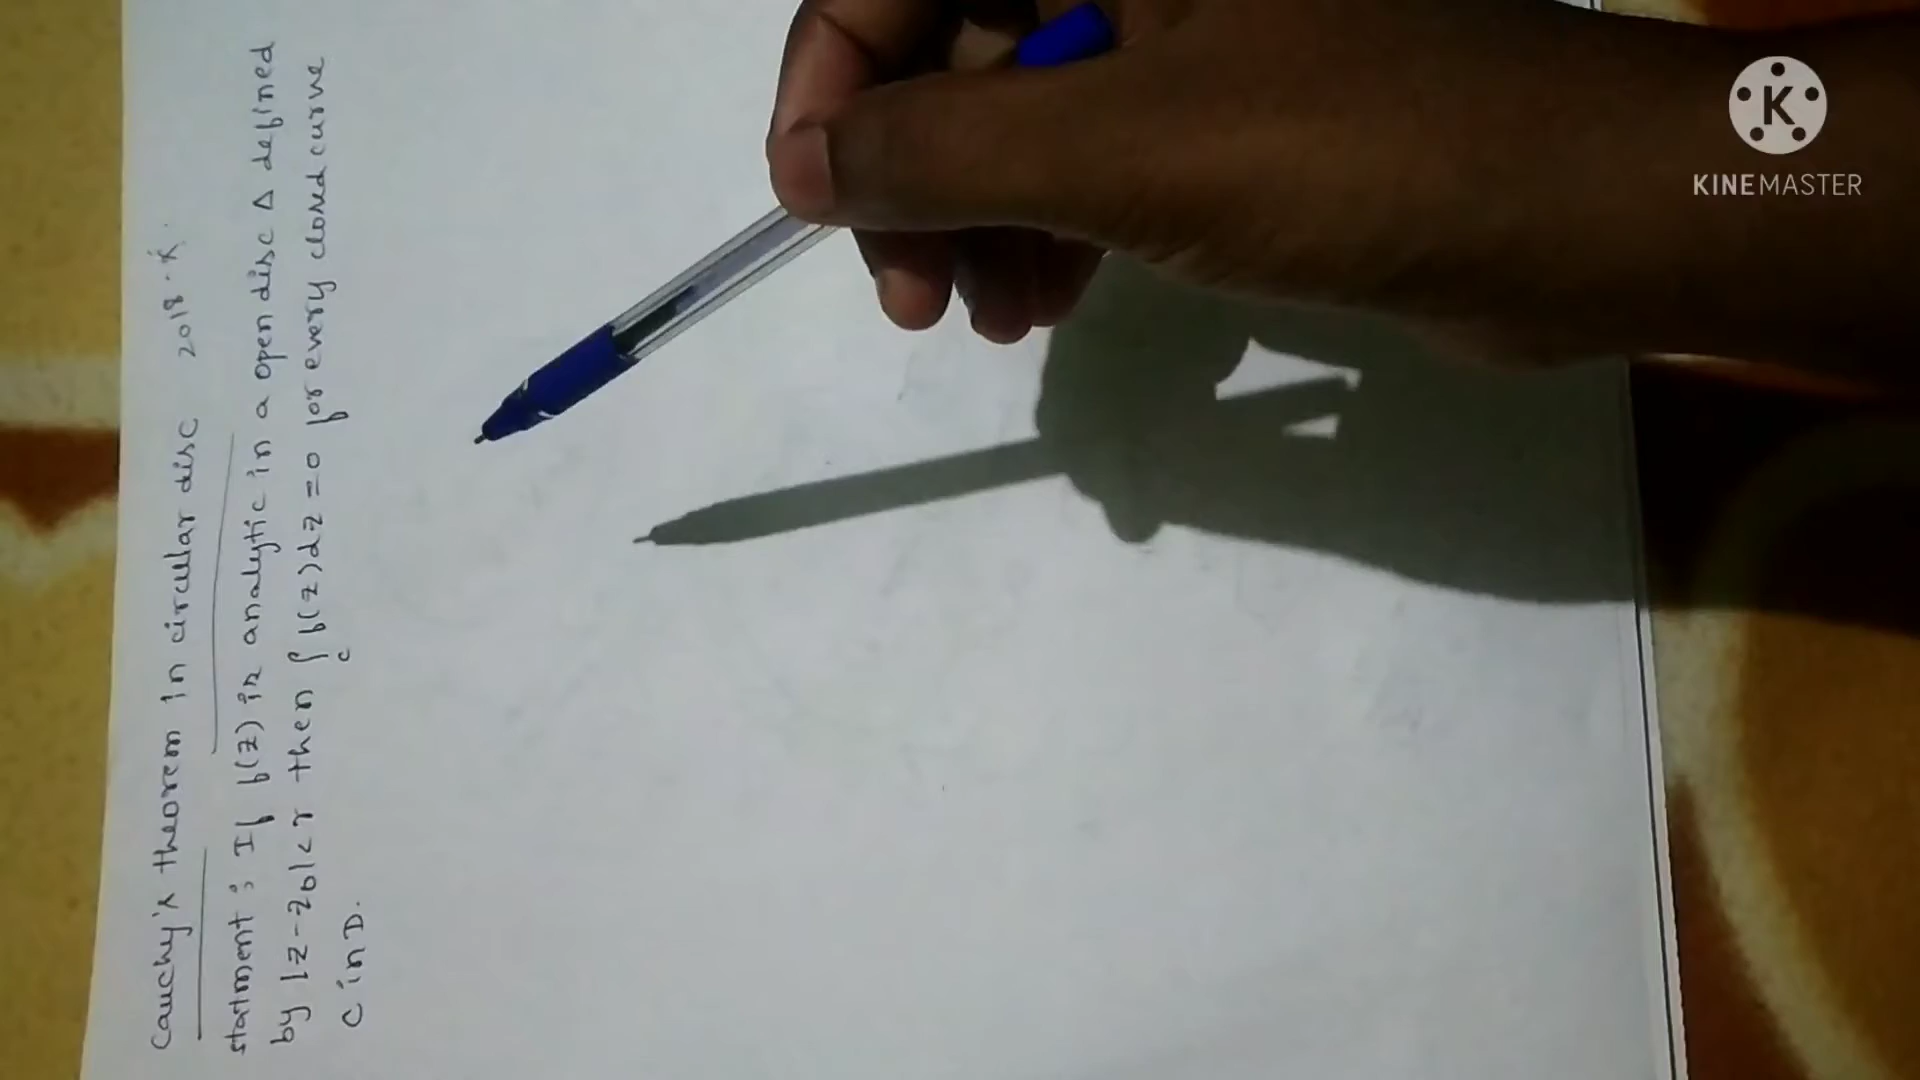 Cauchy's theorem in circular disc 2018.
statment : If f(z) is analytic in a open disc Δ defined
by |z-z0|<r then ∫c f(z)dz=0 for every closed curve
C in D.
KINEMASTER